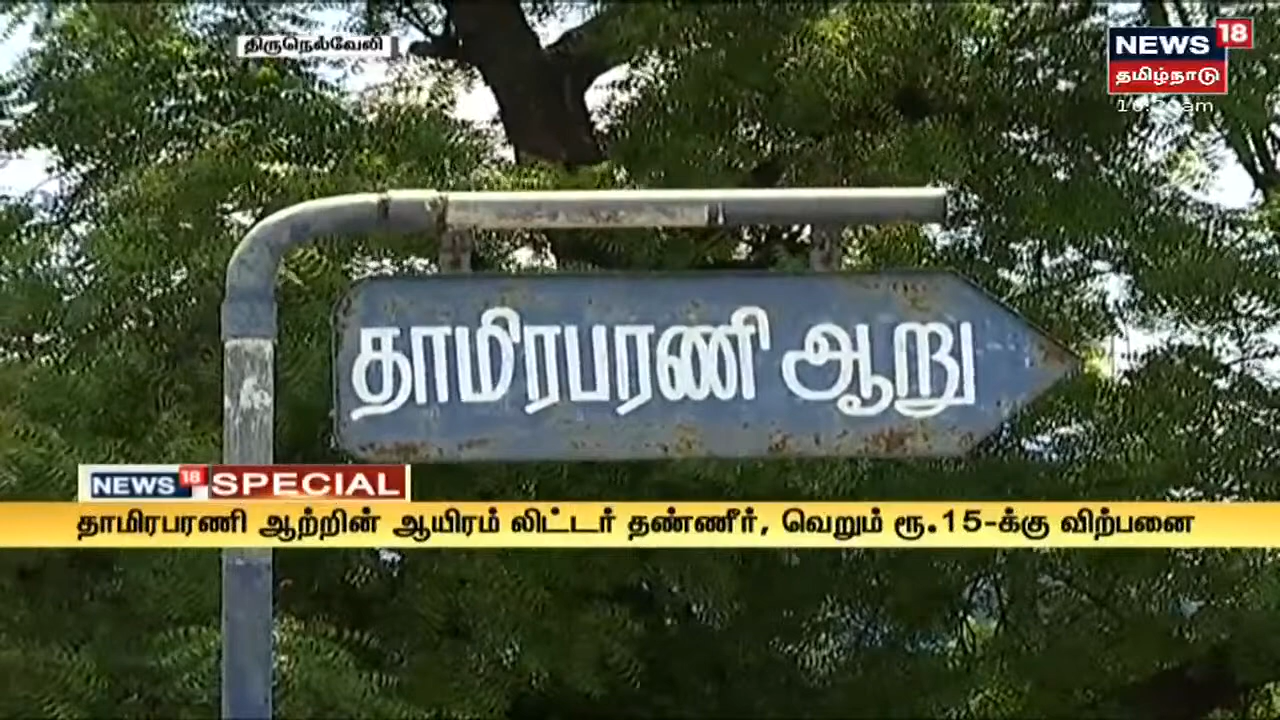 திருநெல்வேலி
NEWS 18
தமிழ்நாடு
தாமிரபரணி ஆறு
NEWS 18 SPECIAL
தாமிரபரணி ஆற்றின் ஆயிரம் லிட்டர் தண்ணீர், வெறும் ரூ.15-க்கு விற்பனை